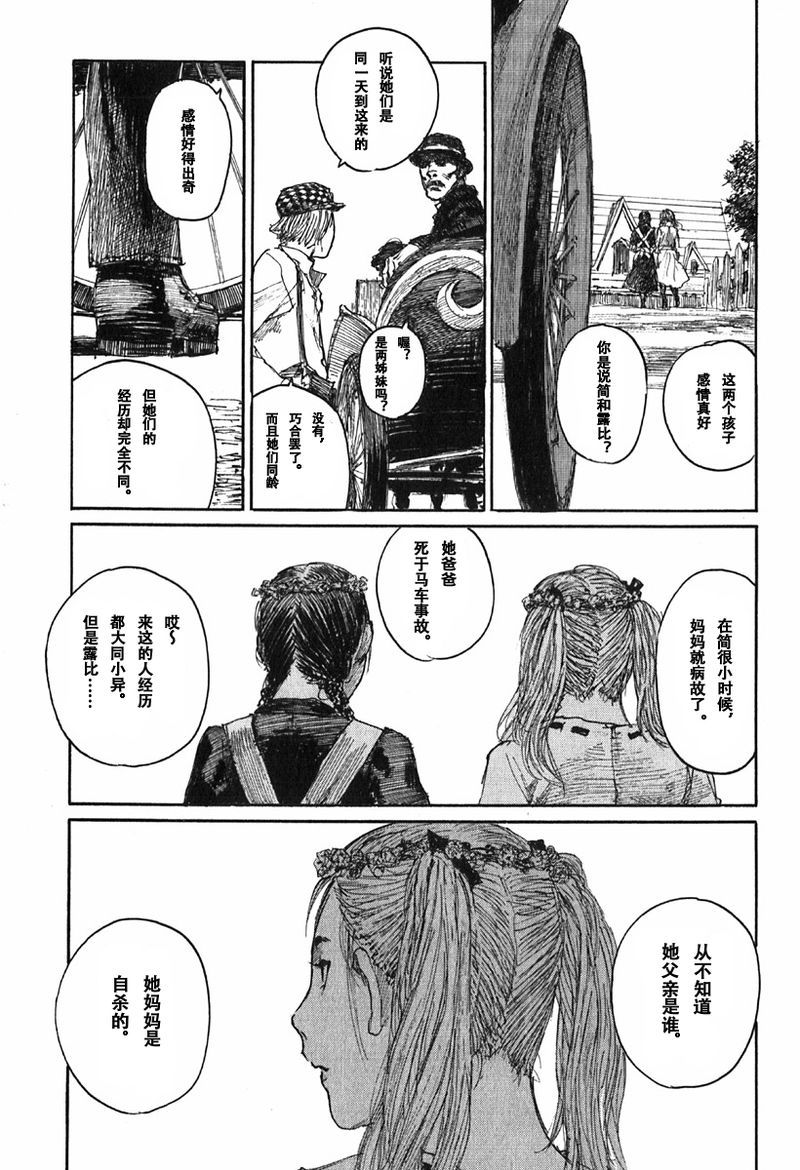 这两个孩子
感情真好
你是说简和露比？
听说她们是
同一天到这来的
喔？
是两姊妹吗？
没有，
巧合罢了。
而且她们同龄
感情好得出奇
但她们的
经历却完全不同。
在简很小时候，
妈妈就病故了。
她爸爸
死于马车事故。
哎～
来这的人经历
都大同小异。
但是露比……
从不知道
她父亲是谁。
她妈妈是
自杀的。